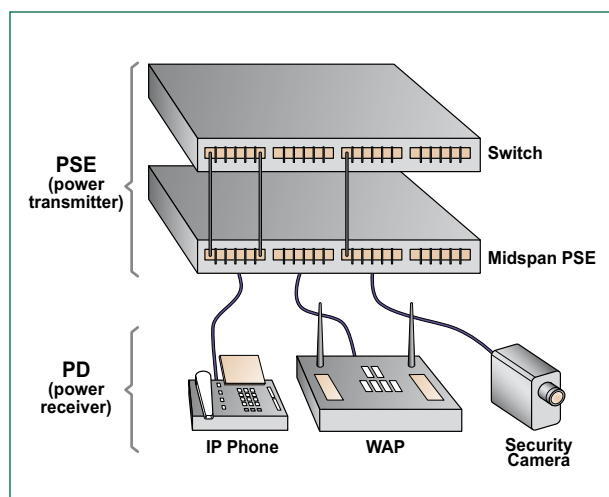 Switch
PSE
(power
transmitter)
Midspan PSE
PD
(power
receiver)
IP Phone
WAP
Security
Camera